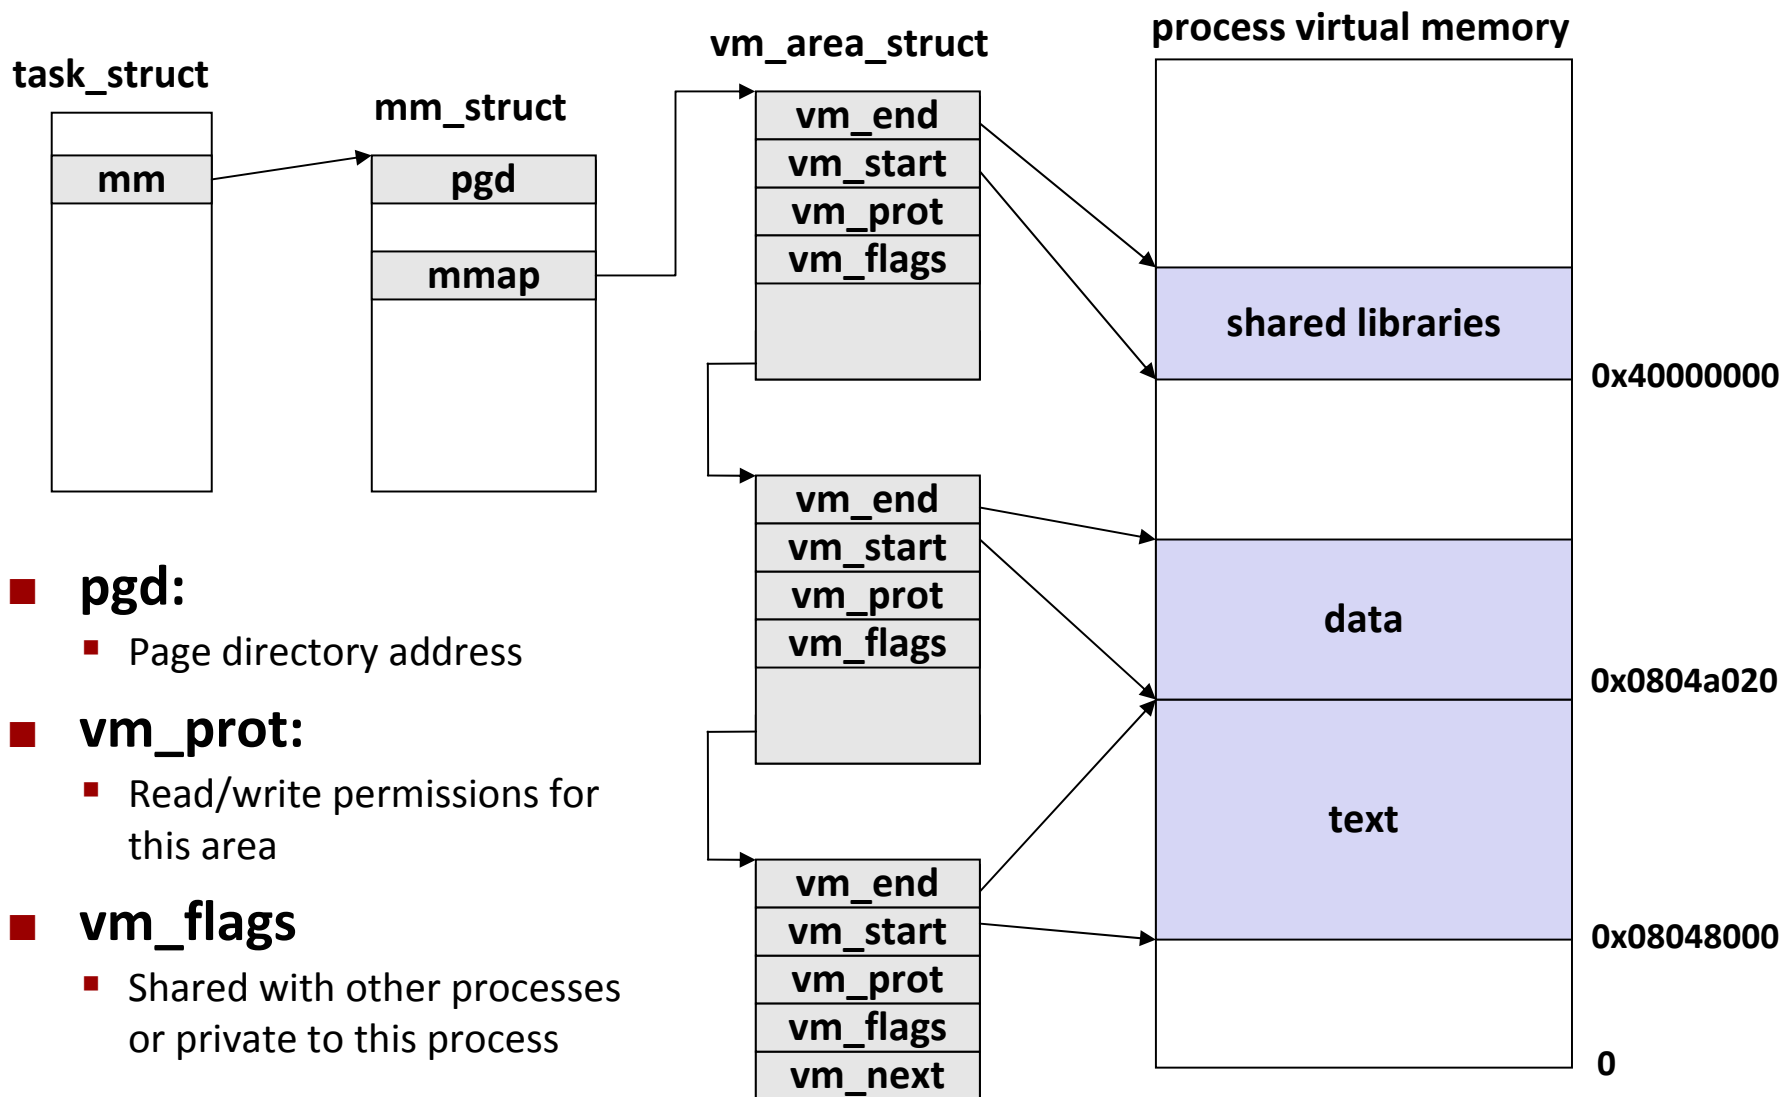 process virtual memory
vm_area_struct
task_struct
mm_struct
mm
pgd
mmap
vm_end
vm_start
vm_prot
vm_flags
shared libraries
0x40000000
vm_end
vm_start
vm_prot
vm_flags
data
0x0804a020
text
0x08048000
0
vm_end
vm_start
vm_prot
vm_flags
vm_next
pgd:
Page directory address
vm_prot:
Read/write permissions for
this area
vm_flags
Shared with other processes
or private to this process